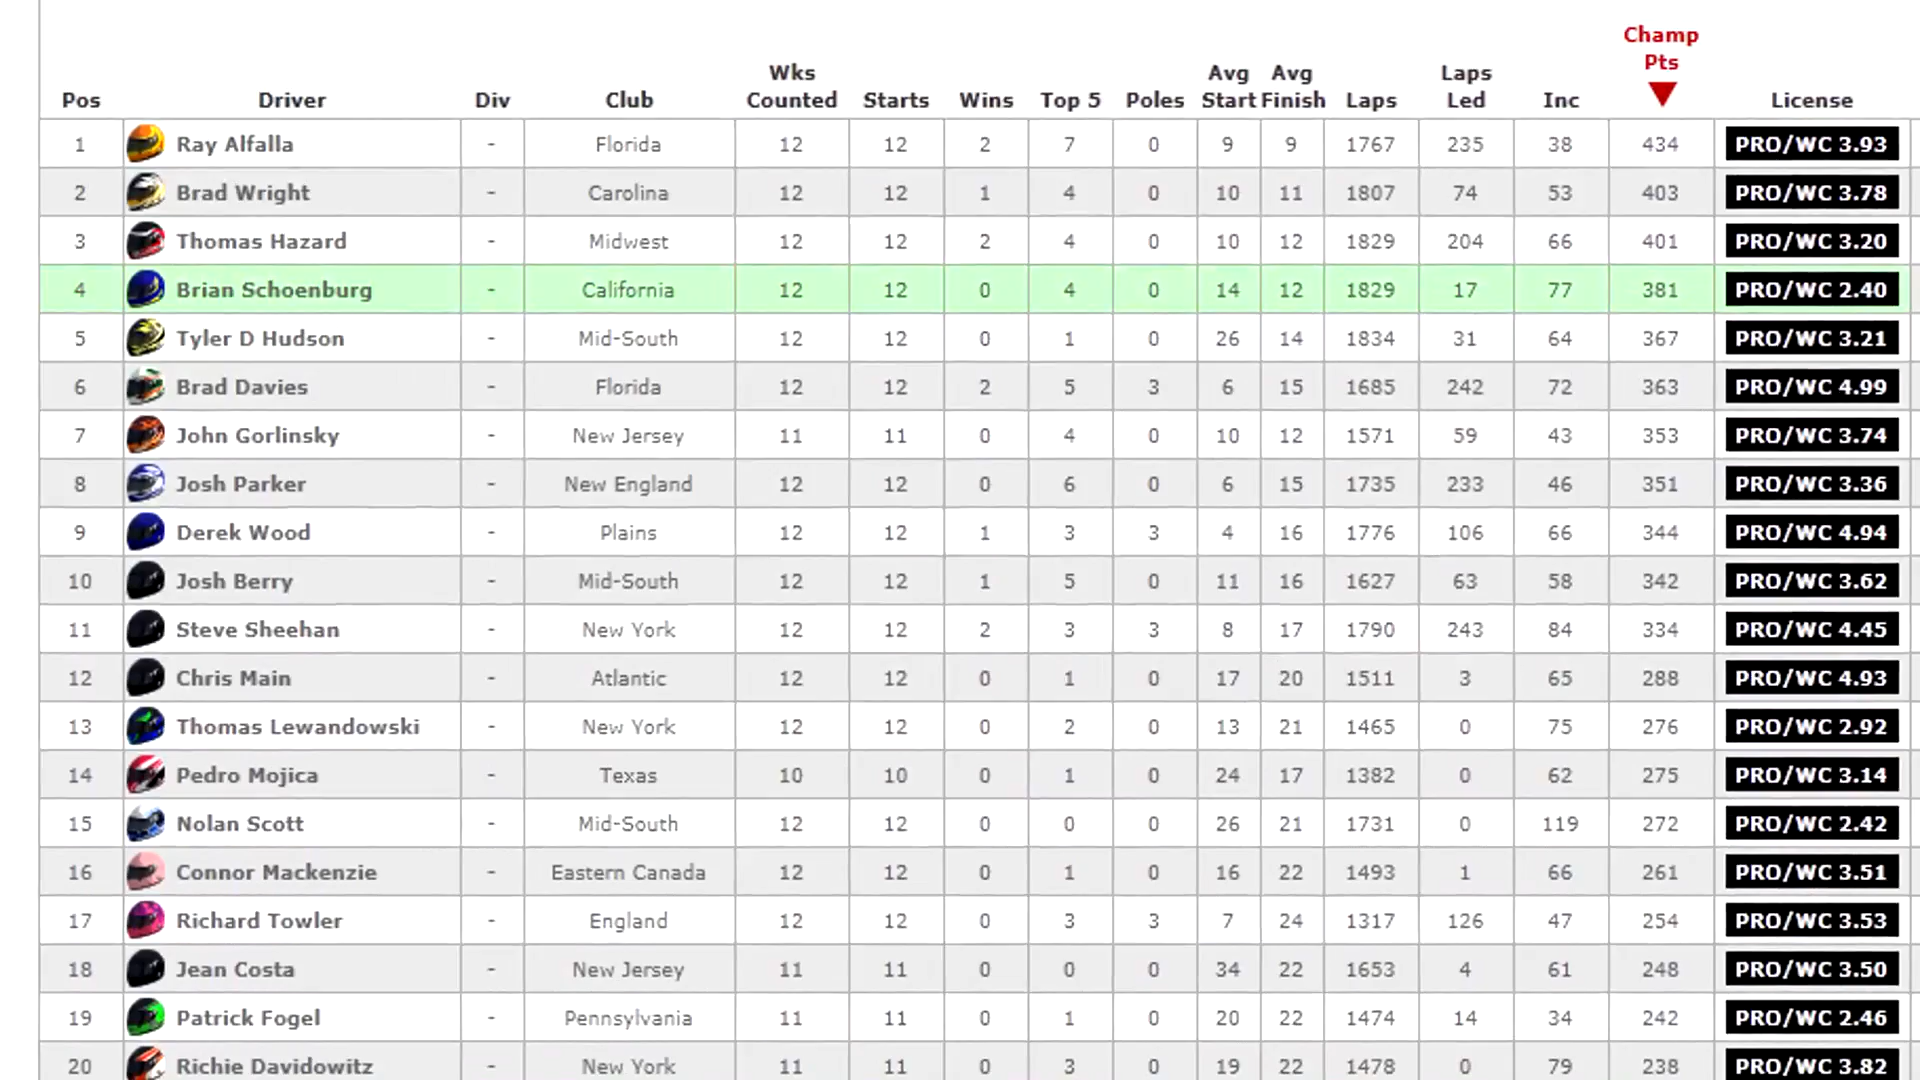 Pos Driver Div Club Wks Counted Starts Wins Top 5 Poles Avg Start Avg Finish Laps Laps Led Inc Champ Pts License
1 Ray Alfalla - Florida 12 12 2 7 0 9 9 1767 235 38 434 PRO/WC 3.93
2 Brad Wright - Carolina 12 12 1 4 0 10 11 1807 74 53 403 PRO/WC 3.78
3 Thomas Hazard - Midwest 12 12 2 4 0 10 12 1829 204 66 401 PRO/WC 3.20
4 Brian Schoenburg - California 12 12 0 4 0 14 12 1829 17 77 381 PRO/WC 2.40
5 Tyler D Hudson - Mid-South 12 12 0 1 0 26 14 1834 31 64 367 PRO/WC 3.21
6 Brad Davies - Florida 12 12 2 5 3 6 15 1685 242 72 363 PRO/WC 4.99
7 John Gorlinsky - New Jersey 11 11 0 4 0 10 12 1571 59 43 353 PRO/WC 3.74
8 Josh Parker - New England 12 12 0 6 0 6 15 1735 233 46 351 PRO/WC 3.36
9 Derek Wood - Plains 12 12 1 3 3 4 16 1776 106 66 344 PRO/WC 4.94
10 Josh Berry - Mid-South 12 12 1 5 0 11 16 1627 63 58 342 PRO/WC 3.62
11 Steve Sheehan - New York 12 12 2 3 3 8 17 1790 243 84 334 PRO/WC 4.45
12 Chris Main - Atlantic 12 12 0 1 0 17 20 1511 3 65 288 PRO/WC 4.93
13 Thomas Lewandowski - New York 12 12 0 2 0 13 21 1465 0 75 276 PRO/WC 2.92
14 Pedro Mojica - Texas 10 10 0 1 0 24 17 1382 0 62 275 PRO/WC 3.14
15 Nolan Scott - Mid-South 12 12 0 0 0 26 21 1731 0 119 272 PRO/WC 2.42
16 Connor Mackenzie - Eastern Canada 12 12 0 1 0 16 22 1493 1 66 261 PRO/WC 3.51
17 Richard Towler - England 12 12 0 3 3 7 24 1317 126 47 254 PRO/WC 3.53
18 Jean Costa - New Jersey 11 11 0 0 0 34 22 1653 4 61 248 PRO/WC 3.50
19 Patrick Fogel - Pennsylvania 11 11 0 1 0 20 22 1474 14 34 242 PRO/WC 2.46
20 Richie Davidowitz - New York 11 11 0 3 0 19 22 1478 0 79 238 PRO/WC 3.82